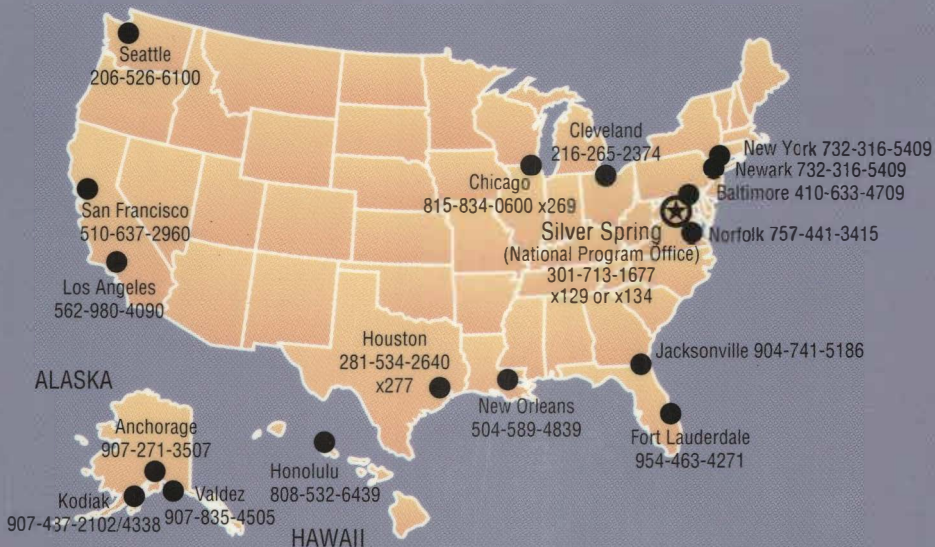 Seattle
206-526-6100
Cleveland
216-265-2374
New York 732-316-5409
Newark 732-316-5409
Baltimore 410-633-4709
Chicago
815-834-0600 x269
San Francisco
510-637-2960
Silver Spring
(National Program Office)
301-713-1677
x129 or x134
Norfolk 757-441-3415
Los Angeles
562-980-4090
Houston
281-534-2640
x277
Jacksonville 904-741-5186
New Orleans
504-589-4839
Fort Lauderdale
954-463-4271
ALASKA
Anchorage
907-271-3507
Kodiak
907-437-2102/4338
Valdez
907-835-4505
Honolulu
808-532-6439
HAWAII